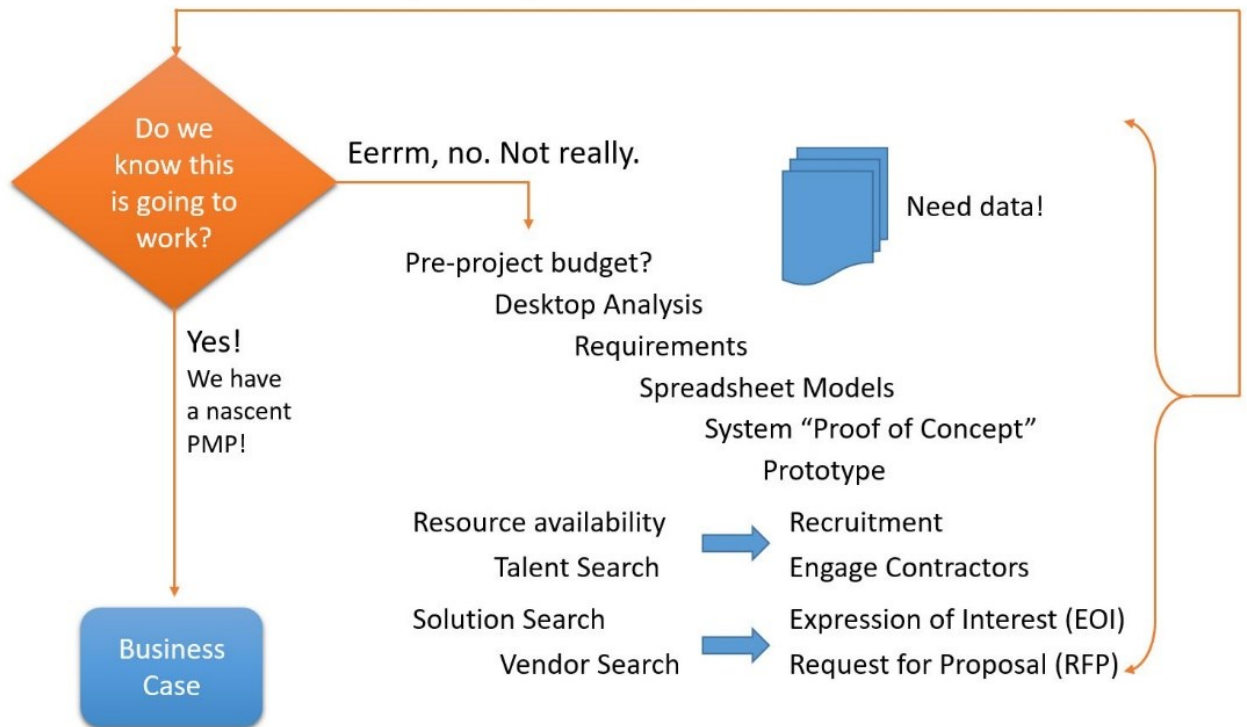 Do we
know this
is going to
work?
Eerrm, no. Not really.
Need data!
Pre-project budget?
Desktop Analysis
Requirements
Spreadsheet Models
System “Proof of Concept”
Prototype
Yes!
We have
a nascent
PMP!
Resource availability
Recruitment
Talent Search
Engage Contractors
Solution Search
Expression of Interest (EOI)
Vendor Search
Request for Proposal (RFP)
Business
Case